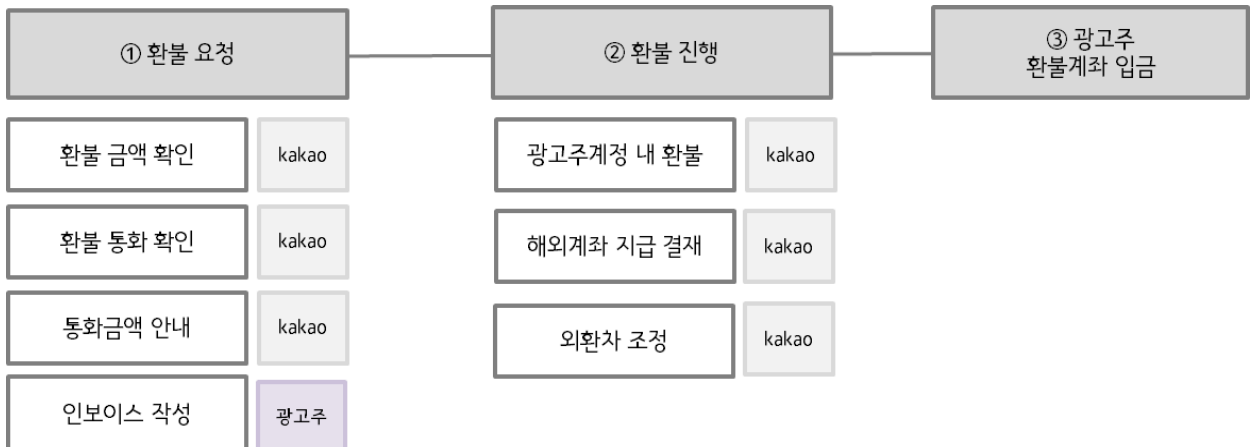 ① 환불 요청
② 환불 진행
③ 광고주
환불계좌 입금
환불 금액 확인
kakao
환불 통화 확인
kakao
통화금액 안내
kakao
인보이스 작성
광고주
광고주계정 내 환불
kakao
해외계좌 지급 결재
kakao
외환차 조정
kakao